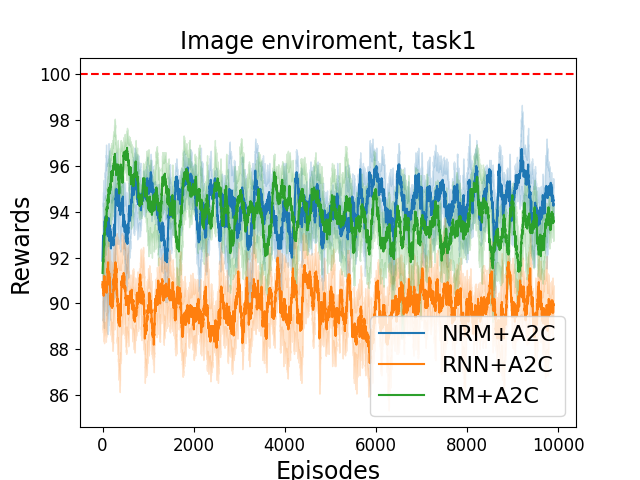 Image enviroment, task1
100
98
96
94
92
90
88
86
Rewards
NRM+A2C
RNN+A2C
RM+A2C
0
2000
4000
6000
8000
10000
Episodes